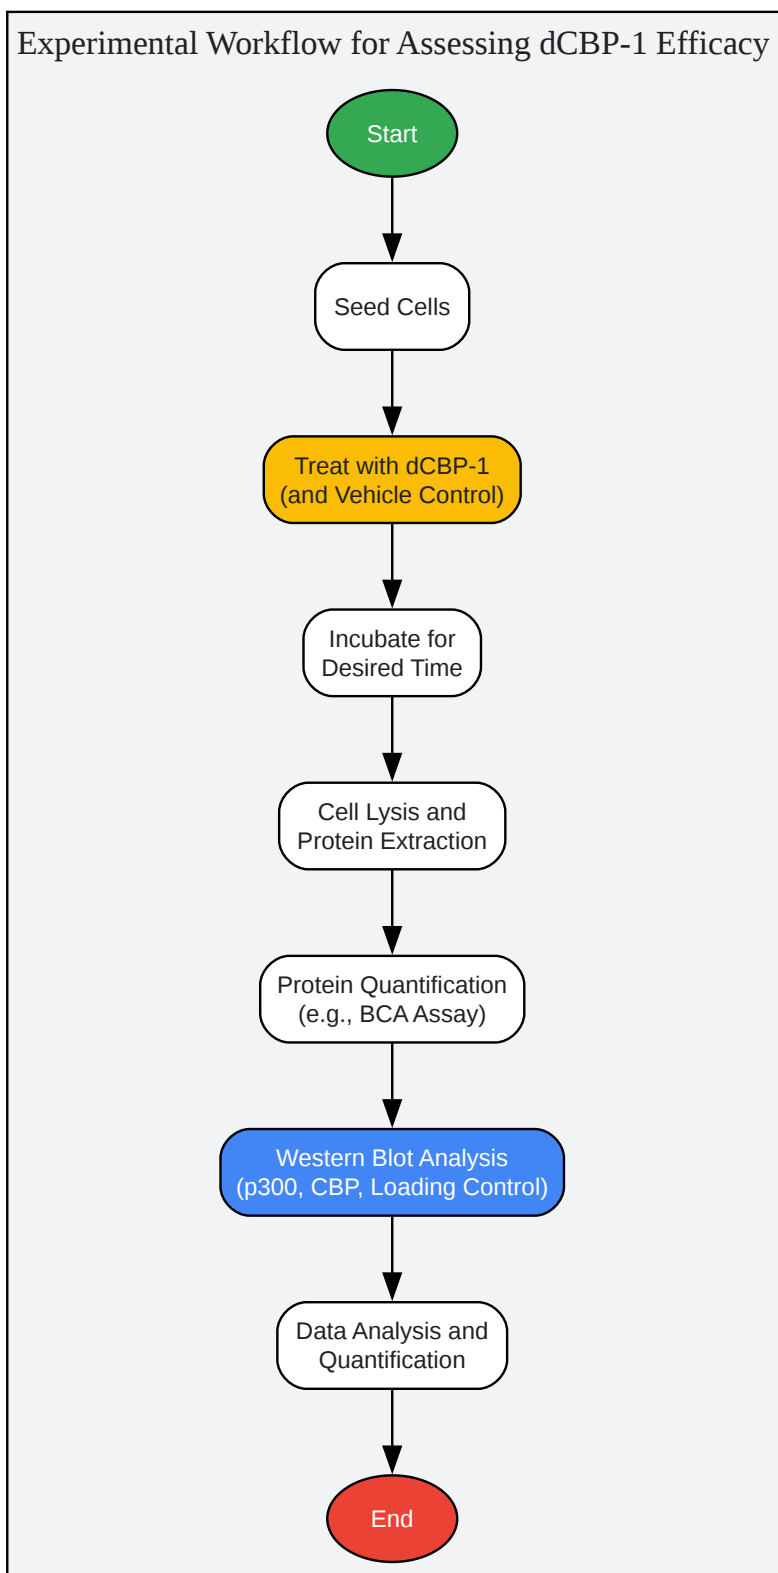 Experimental Workflow for Assessing dCBP-1 Efficacy
Start
Seed Cells
Treat with dCBP-1
(and Vehicle Control)
Incubate for
Desired Time
Cell Lysis and
Protein Extraction
Protein Quantification
(e.g., BCA Assay)
Western Blot Analysis
(p300, CBP, Loading Control)
Data Analysis and
Quantification
End